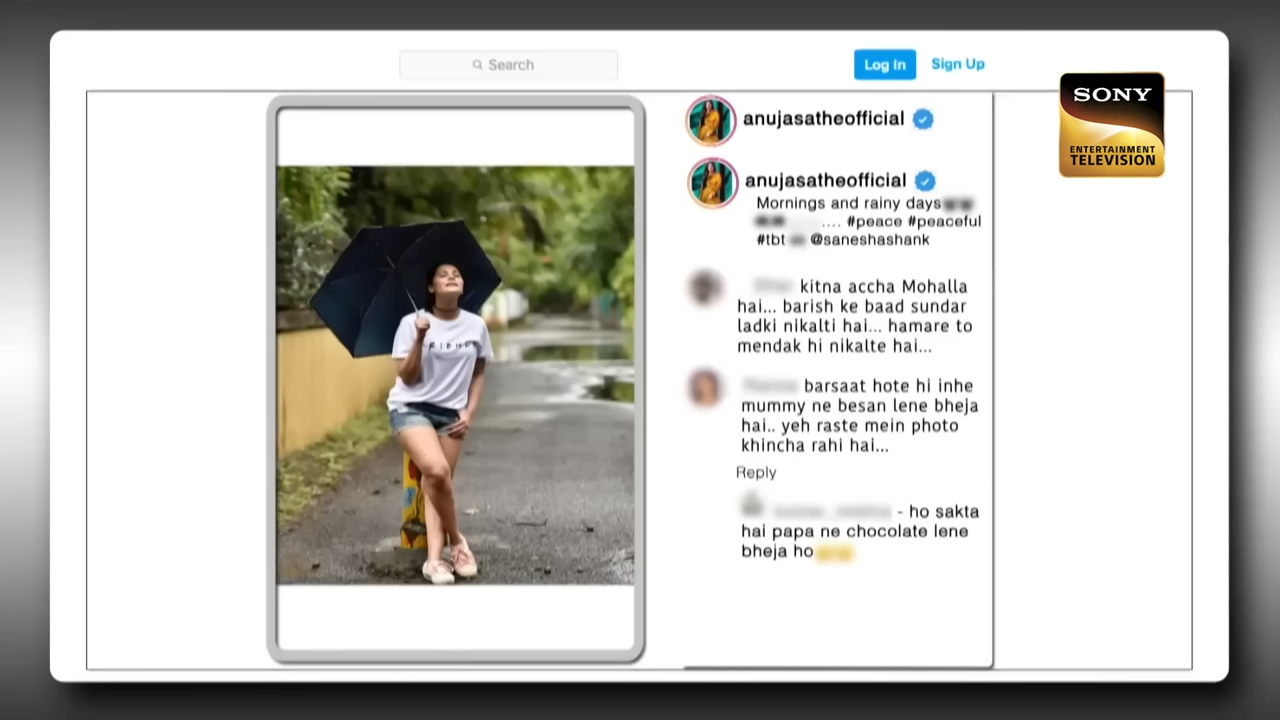 Search
Log In
Sign Up
SONY
ENTERTAINMENT
TELEVISION
anujasatheofficial
anujasatheofficial
Mornings and rainy days
.... #peace #peaceful
#tbt @saneshashank
kitna accha Mohalla
hai... barish ke baad sundar
ladki nikalti hai... hamare to
mendak hi nikalte hai...
barsaat hote hi inhe
mummy ne besan lene bheja
hai.. yeh raste mein photo
khincha rahi hai...
Reply
- ho sakta
hai papa ne chocolate lene
bheja ho